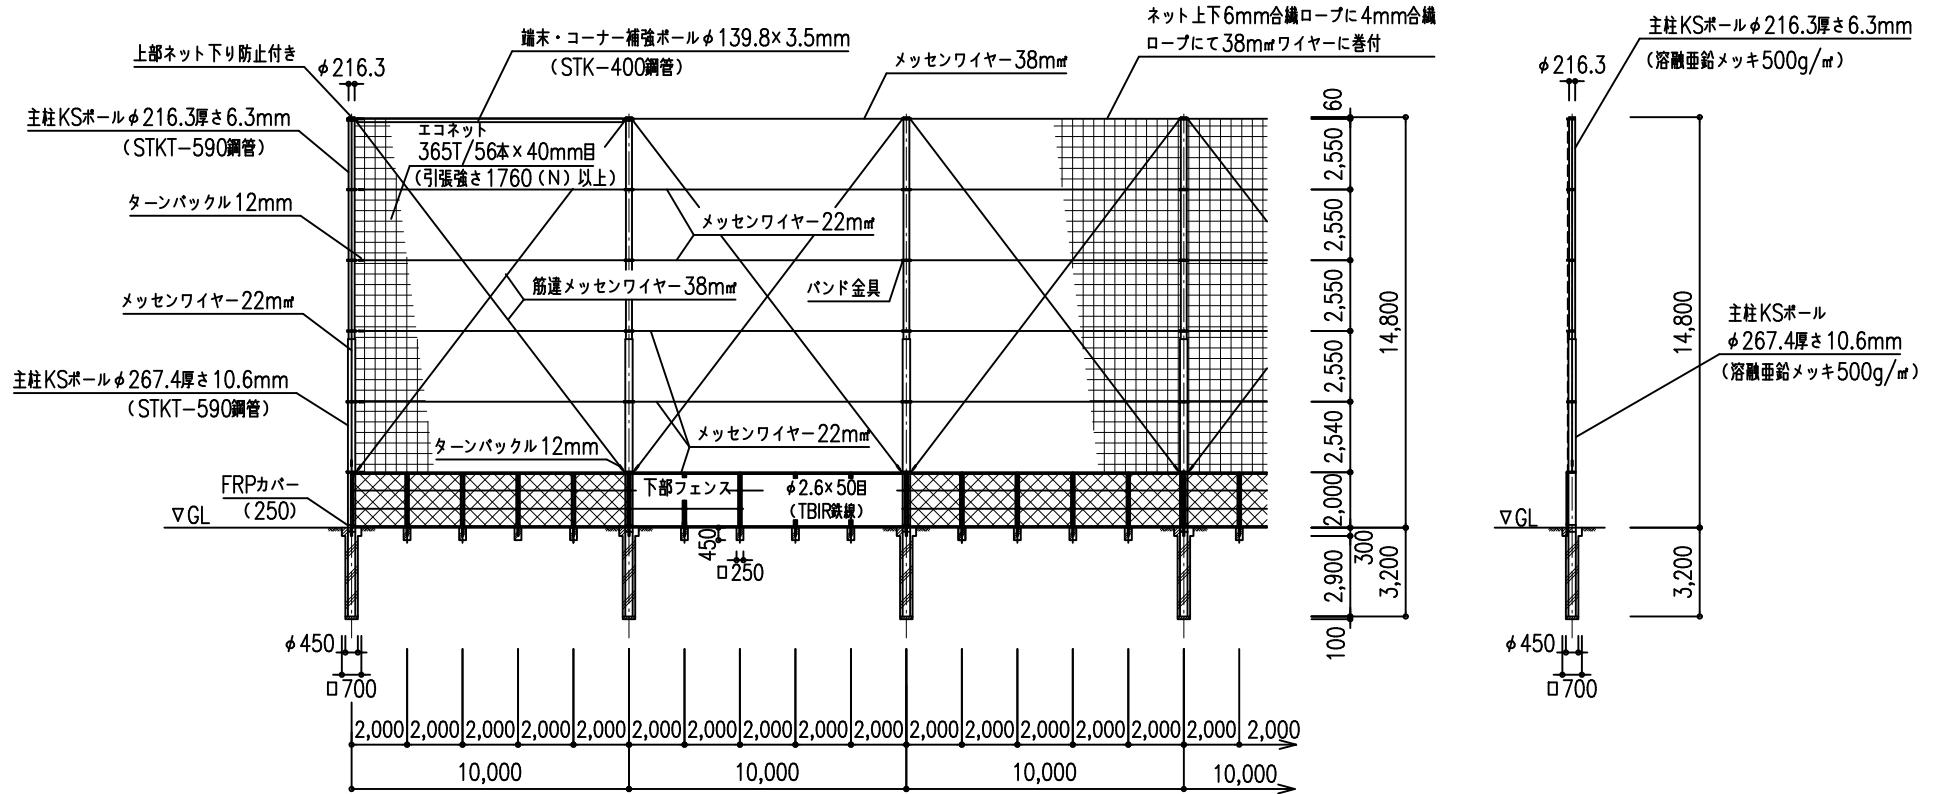 ネット上下6mm合繊ロープに4mm合繊
ロープにて38m㎡ワイヤーに巻付
端末・コーナー補強ポールφ139.8×3.5mm
(STK-400鋼管)
メッセンワイヤー38m㎡
上部ネット下り防止付き
φ216.3
主柱KSポールφ216.3厚さ6.3mm
(STKT-590鋼管)
エコネット
365T/56本×40mm目
(引張強さ1760(N)以上)
ターンバックル12mm
メッセンワイヤー22m㎡
メッセンワイヤー22m㎡
筋違メッセンワイヤー38m㎡
バンド金具
主柱KSポールφ267.4厚さ10.6mm
(STKT-590鋼管)
ターンバックル12mm
メッセンワイヤー22m㎡
FRPカバー
(250)
▽GL
下部フェンス
φ2.6×50目
(TBIR鉄線)
450
□250
φ450
□700
2,000 2,000 2,000 2,000 2,000 2,000 2,000 2,000 2,000 2,000 2,000 2,000 2,000 2,000 2,000 2,000 2,000
10,000 10,000 10,000 10,000
60
2,550
2,550
2,550
2,550
2,540
2,000
300
2,900
100
14,800
3,200
主柱KSポールφ216.3厚さ6.3mm
(溶融亜鉛メッキ500g/㎡)
φ216.3
14,800
主柱KSポール
φ267.4厚さ10.6mm
(溶融亜鉛メッキ500g/㎡)
▽GL
3,200
φ450
□700